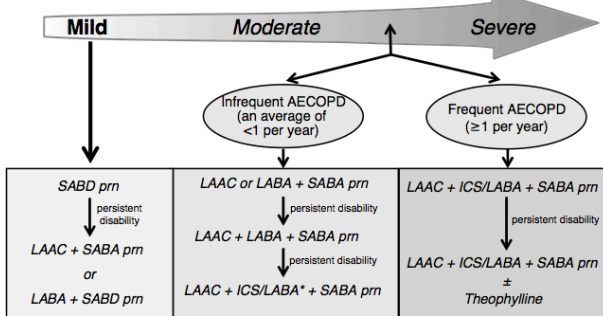 Mild Moderate Severe
Infrequent AECOPD
(an average of
<1 per year)
Frequent AECOPD
(≥1 per year)
SABD prn
persistent
disability
LAAC + SABA prn
or
LABA + SABD prn
LAAC or LABA + SABA prn
persistent disability
LAAC + LABA + SABA prn
persistent disability
LAAC + ICS/LABA* + SABA prn
LAAC + ICS/LABA + SABA prn
persistent
disability
LAAC + ICS/LABA + SABA prn
±
Theophylline